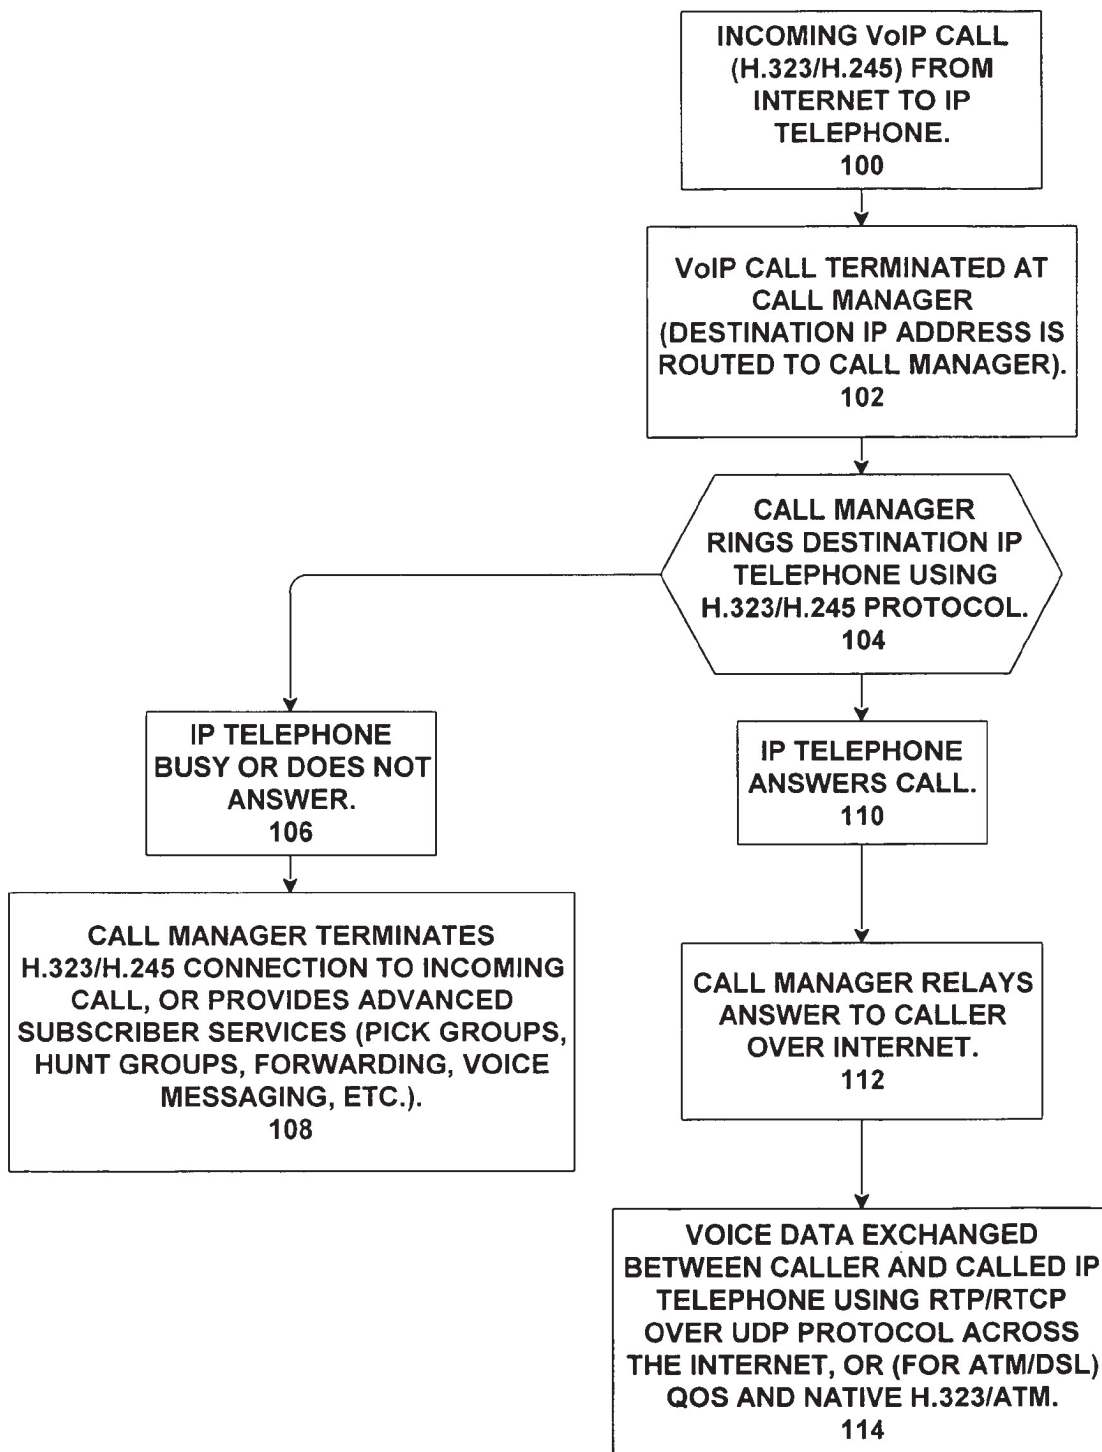 INCOMING VoIP CALL
(H.323/H.245) FROM
INTERNET TO IP
TELEPHONE.
100
VoIP CALL TERMINATED AT
CALL MANAGER
(DESTINATION IP ADDRESS IS
ROUTED TO CALL MANAGER).
102
CALL MANAGER
RINGS DESTINATION IP
TELEPHONE USING
H.323/H.245 PROTOCOL.
104
IP TELEPHONE
BUSY OR DOES NOT
ANSWER.
106
CALL MANAGER TERMINATES
H.323/H.245 CONNECTION TO INCOMING
CALL, OR PROVIDES ADVANCED
SUBSCRIBER SERVICES (PICK GROUPS,
HUNT GROUPS, FORWARDING, VOICE
MESSAGING, ETC.).
108
IP TELEPHONE
ANSWERS CALL.
110
CALL MANAGER RELAYS
ANSWER TO CALLER
OVER INTERNET.
112
VOICE DATA EXCHANGED
BETWEEN CALLER AND CALLED IP
TELEPHONE USING RTP/RTCP
OVER UDP PROTOCOL ACROSS
THE INTERNET, OR (FOR ATM/DSL)
QOS AND NATIVE H.323/ATM.
114